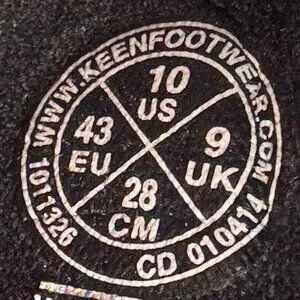 WWW.KEENFOOTWEAR.COM
10
US
43
EU
9
UK
28
CM
1011326
CD 010414